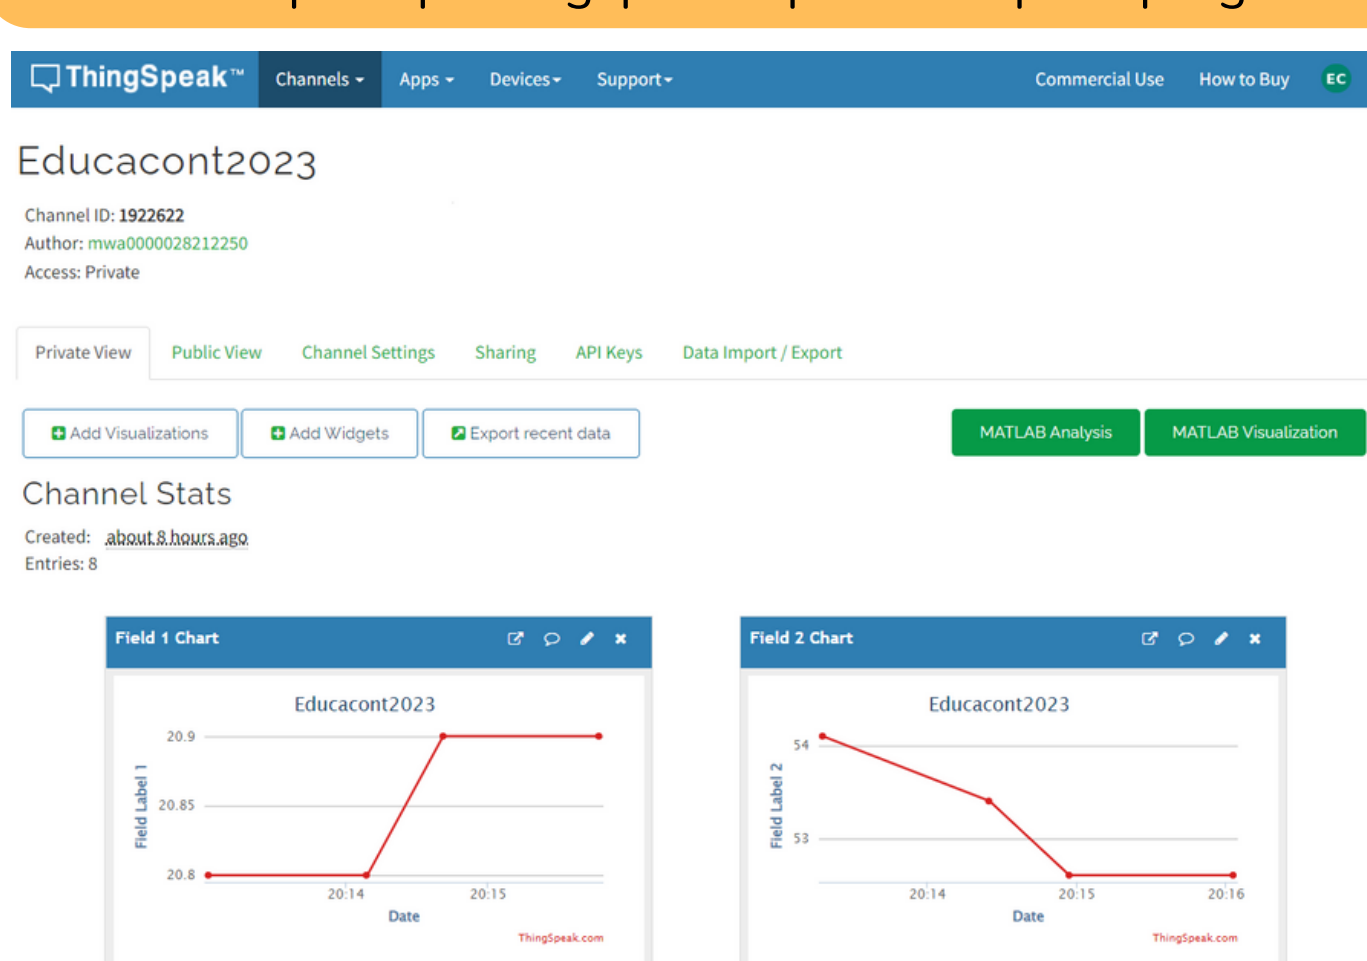 ThingSpeak™ Channels Apps Devices Support Commercial Use How to Buy EC
Educacont2023
Channel ID: 1922622
Author: mwa0000028212250
Access: Private
Private View Public View Channel Settings Sharing API Keys Data Import / Export
Add Visualizations Add Widgets Export recent data MATLAB Analysis MATLAB Visualization
Channel Stats
Created: about 8 hours ago
Entries: 8
Field 1 Chart
Educacont2023
Field Label 1
20.9
20.85
20.8
20:14 20:15
Date
ThingSpeak.com
Field 2 Chart
Educacont2023
Field Label 2
54
53
20:14 20:15 20:16
Date
ThingSpeak.com